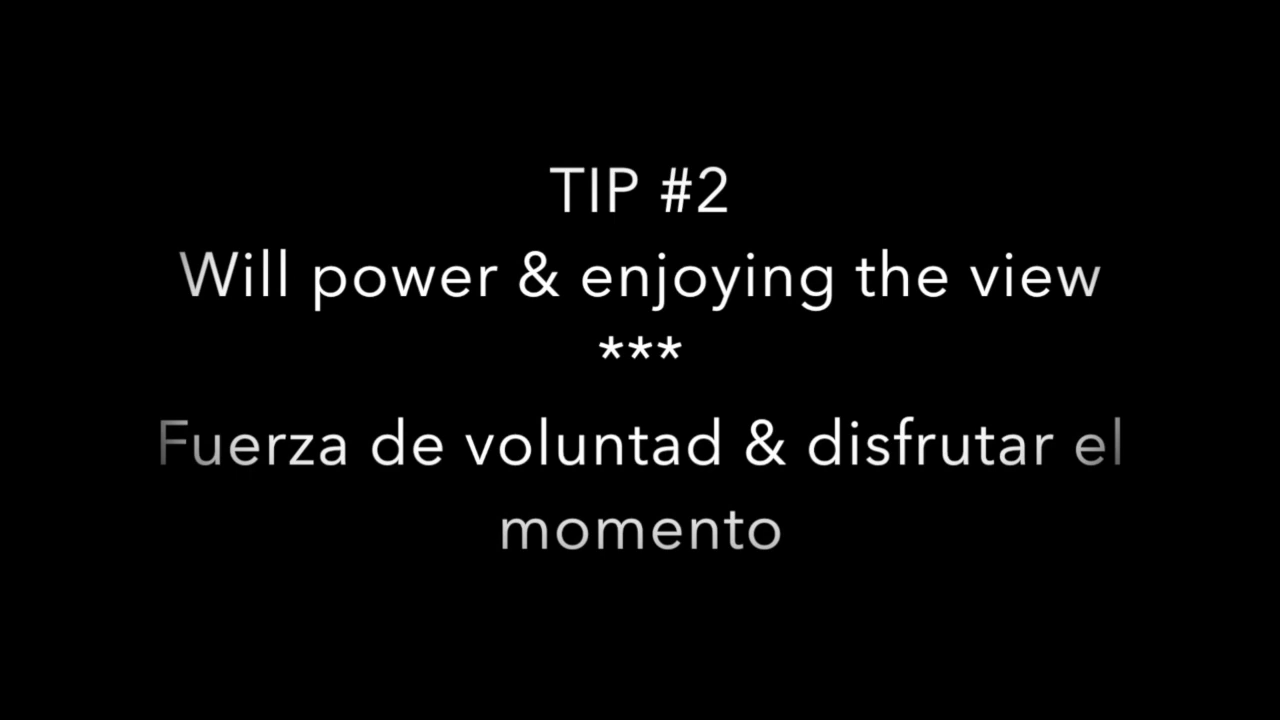 TIP #2
Will power & enjoying the view
***
Fuerza de voluntad & disfrutar el
momento